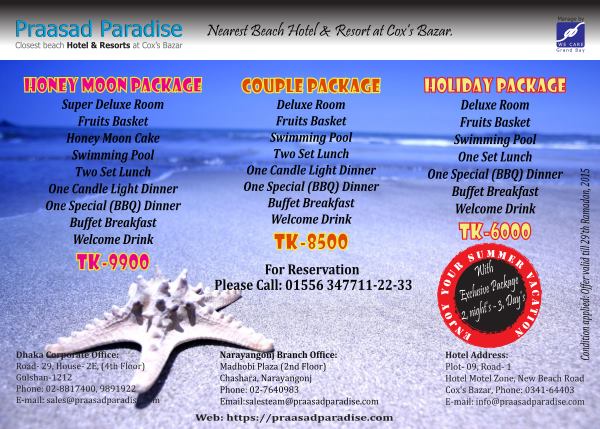 Praasad Paradise
Closest beach Hotel & Resorts at Cox's Bazar
Nearest Beach Hotel & Resort at Cox's Bazar.
Manage by
WE CARE
Grand Bay
HONEY MOON PACKAGE
Super Deluxe Room
Fruits Basket
Honey Moon Cake
Swimming Pool
Two Set Lunch
One Candle Light Dinner
One Special (BBQ) Dinner
Buffet Breakfast
Welcome Drink
TK-9900
COUPLE PACKAGE
Deluxe Room
Fruits Basket
Swimming Pool
Two Set Lunch
One Candle Light Dinner
One Special (BBQ) Dinner
Buffet Breakfast
Welcome Drink
TK-8500
HOLIDAY PACKAGE
Deluxe Room
Fruits Basket
Swimming Pool
One Set Lunch
One Special (BBQ) Dinner
Buffet Breakfast
Welcome Drink
TK-6000
For Reservation
Please Call: 01556 347711-22-33
ENJOY YOUR SUMMER VACATION
With
Exclusive Package
2, night's - 3, Day's
Condition applied: Offer valid till 29'th Ramadan, 2015
Dhaka Corporate Office:
Road- 29, House- 2E, (4th Floor)
Gulshan-1212
Phone: 02-8817400, 9891922
E-mail: sales@praasadparadise.com
Narayangonj Branch Office:
Madhobi Plaza (2nd Floor)
Chashara, Narayangonj
Phone: 02-7640983
Email:salesteam@praasadparadise.com
Hotel Address:
Plot- 09, Road- 1
Hotel Motel Zone, New Beach Road
Cox's Bazar, Phone: 0341-64403
E-mail: info@praasadparadise.com
Web: https://praasadparadise.com